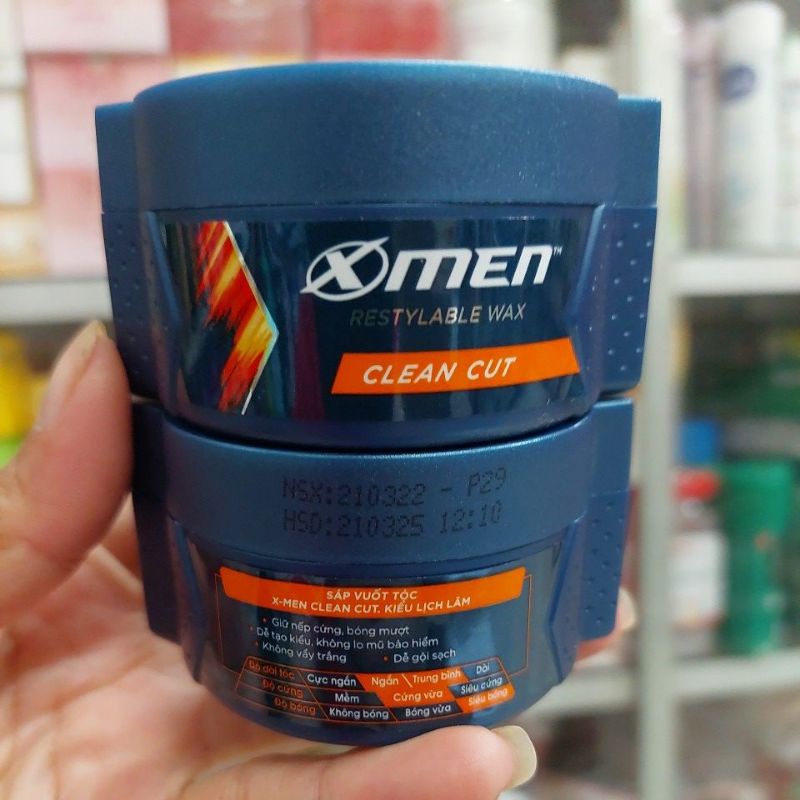 XMEN™
RESTYLABLE WAX
CLEAN CUT
NSX:210322 - P29
HSD:210325 12:10
SÁP VUỐT TÓC
X-MEN CLEAN CUT. KIỂU LỊCH LÃM
• Giữ nếp cứng, bóng mượt
• Dễ tạo kiểu, không lo mũ bảo hiểm
• Không vẩy trắng • Dễ gội sạch
Độ dài tóc Cực ngắn Ngắn Trung bình Dài
Độ cứng Mềm Cứng vừa Siêu cứng
Độ bóng Không bóng Bóng vừa Siêu bóng